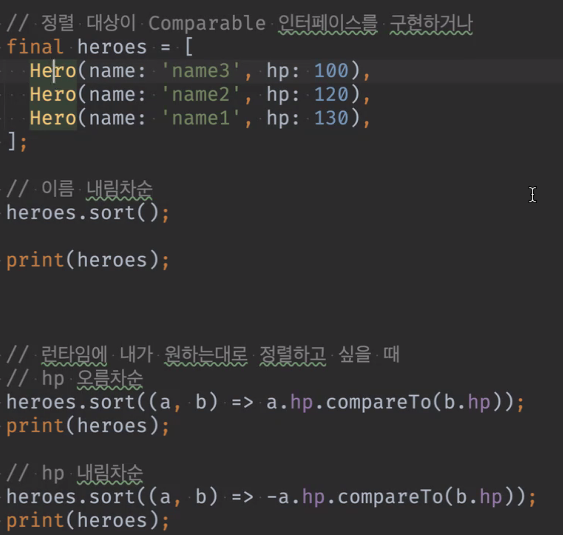 // 정렬 대상이 Comparable 인터페이스를 구현하거나
final heroes = [
Hero(name: 'name3', hp: 100),
Hero(name: 'name2', hp: 120),
Hero(name: 'name1', hp: 130),
];
// 이름 내림차순
heroes.sort();
print(heroes);
// 런타임에 내가 원하는대로 정렬하고 싶을 때
// hp 오름차순
heroes.sort((a, b) => a.hp.compareTo(b.hp));
print(heroes);
// hp 내림차순
heroes.sort((a, b) => -a.hp.compareTo(b.hp));
print(heroes);